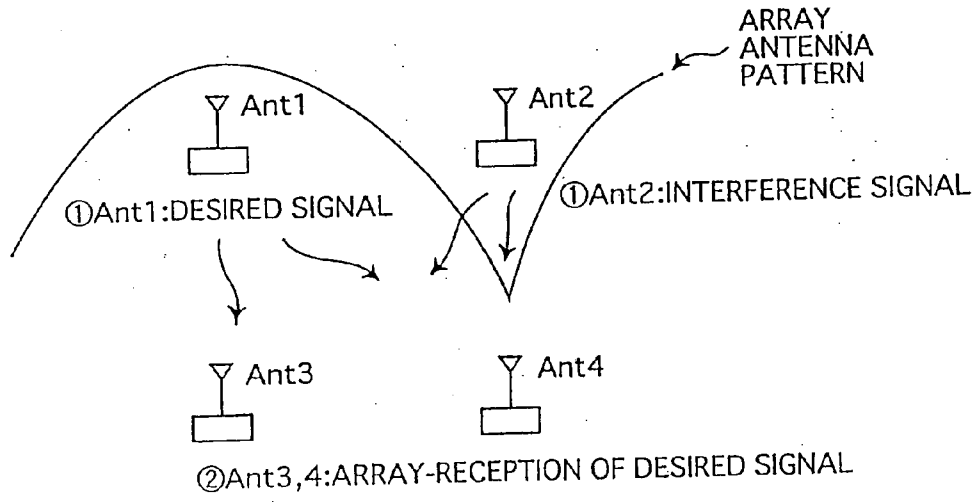 ARRAY
ANTENNA
PATTERN
Ant1
Ant2
①Ant1:DESIRED SIGNAL
①Ant2:INTERFERENCE SIGNAL
Ant3
Ant4
②Ant3,4:ARRAY-RECEPTION OF DESIRED SIGNAL